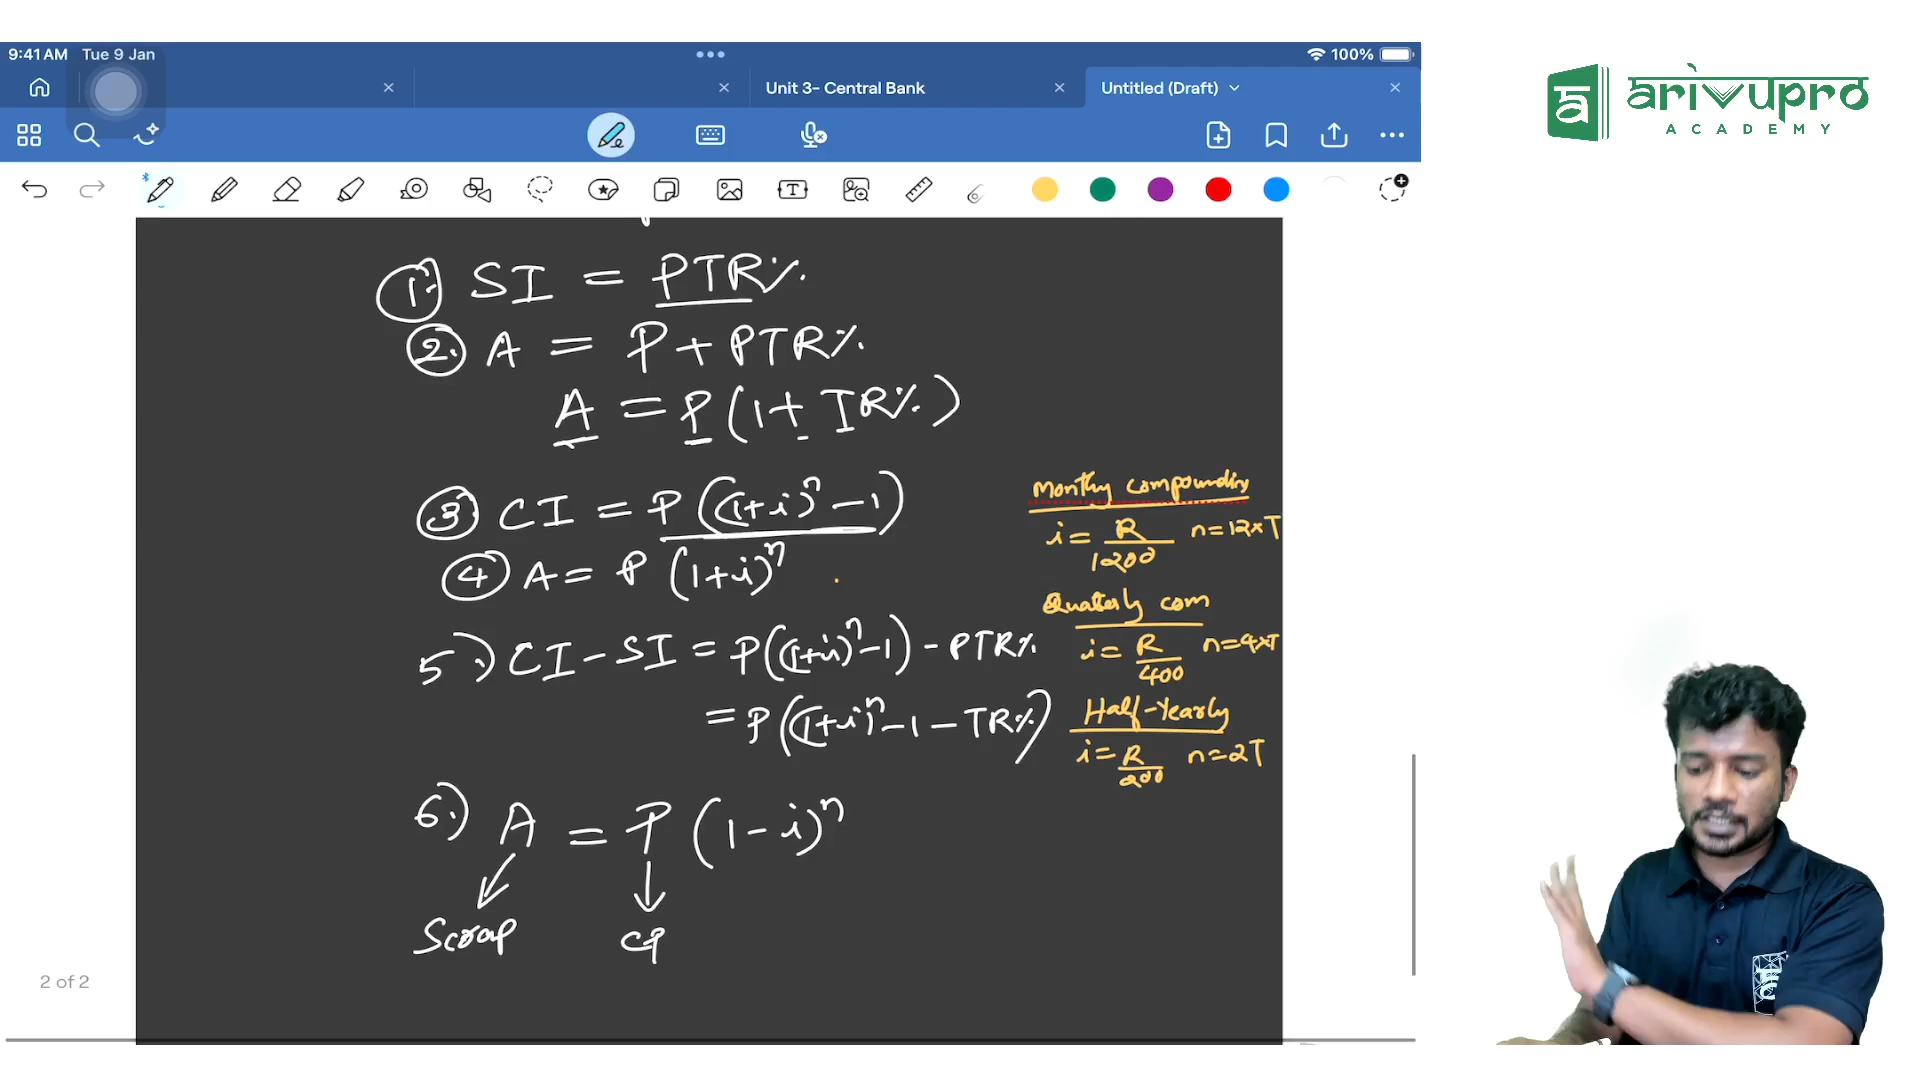 9:41 AM Tue 9 Jan
100%
Unit 3- Central Bank
Untitled (Draft)
arivupro
ACADEMY
1. SI = PTR%
2. A = P + PTR%
A = P(1+ TR%)
3. CI = P((1+i)^n - 1)
4. A = P (1+i)^n
5.) CI - SI = P((1+i)^n - 1) - PTR%
= P((1+i)^n - 1 - TR%)
6.) A = P (1-i)^n
Scrap CP
Monthy compounding
i = R/1200 n = 12×T
Quaterly com
i = R/400 n = 4×T
Half-Yearly
i = R/200 n = 2T
2 of 2